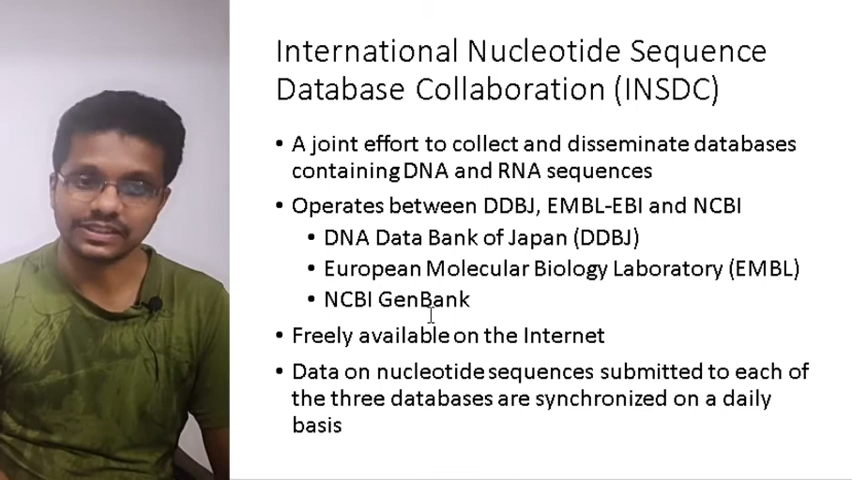 International Nucleotide Sequence
Database Collaboration (INSDC)
• A joint effort to collect and disseminate databases
containing DNA and RNA sequences
• Operates between DDBJ, EMBL-EBI and NCBI
• DNA Data Bank of Japan (DDBJ)
• European Molecular Biology Laboratory (EMBL)
• NCBI GenBank
• Freely available on the Internet
• Data on nucleotide sequences submitted to each of
the three databases are synchronized on a daily
basis